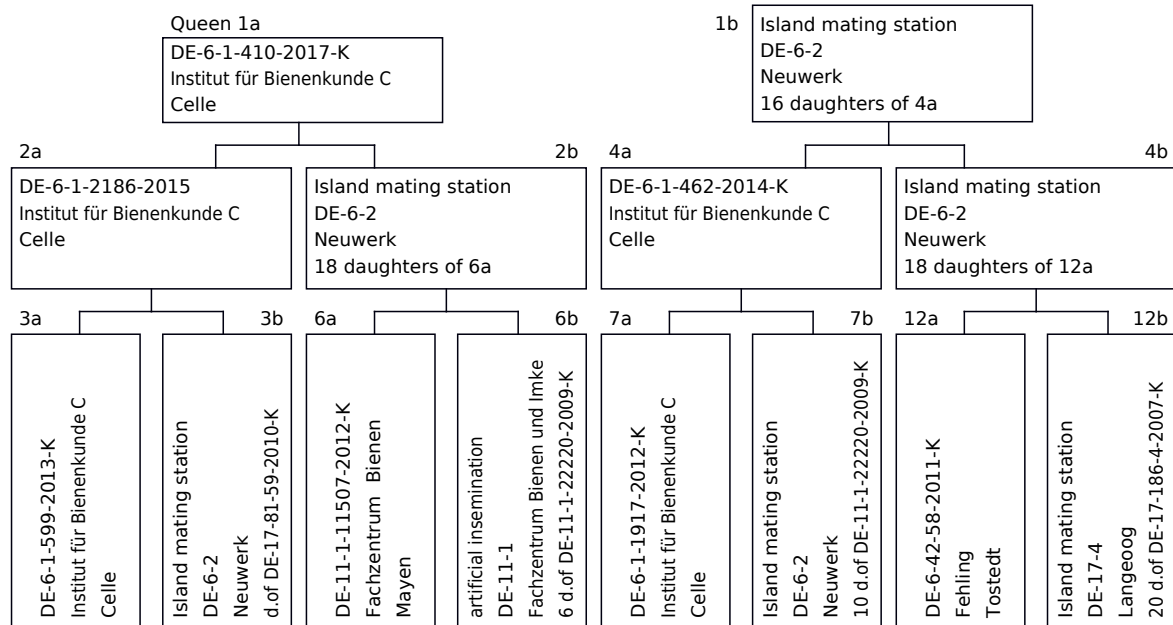 Queen 1a
DE-6-1-410-2017-K
Institut für Bienenkunde C
Celle
1b
Island mating station
DE-6-2
Neuwerk
16 daughters of 4a
2a
DE-6-1-2186-2015
Institut für Bienenkunde C
Celle
2b
Island mating station
DE-6-2
Neuwerk
18 daughters of 6a
4a
DE-6-1-462-2014-K
Institut für Bienenkunde C
Celle
4b
Island mating station
DE-6-2
Neuwerk
18 daughters of 12a
3a
DE-6-1-599-2013-K
Institut für Bienenkunde C
Celle
3b
Island mating station
DE-6-2
Neuwerk
d.of DE-17-81-59-2010-K
6a
DE-11-1-11507-2012-K
Fachzentrum Bienen
Mayen
6b
artificial insemination
DE-11-1
Fachzentrum Bienen und Imke
6 d.of DE-11-1-22220-2009-K
7a
DE-6-1-1917-2012-K
Institut für Bienenkunde C
Celle
7b
Island mating station
DE-6-2
Neuwerk
10 d.of DE-11-1-22220-2009-K
12a
DE-6-42-58-2011-K
Fehling
Tostedt
12b
Island mating station
DE-17-4
Langeoog
20 d.of DE-17-186-4-2007-K